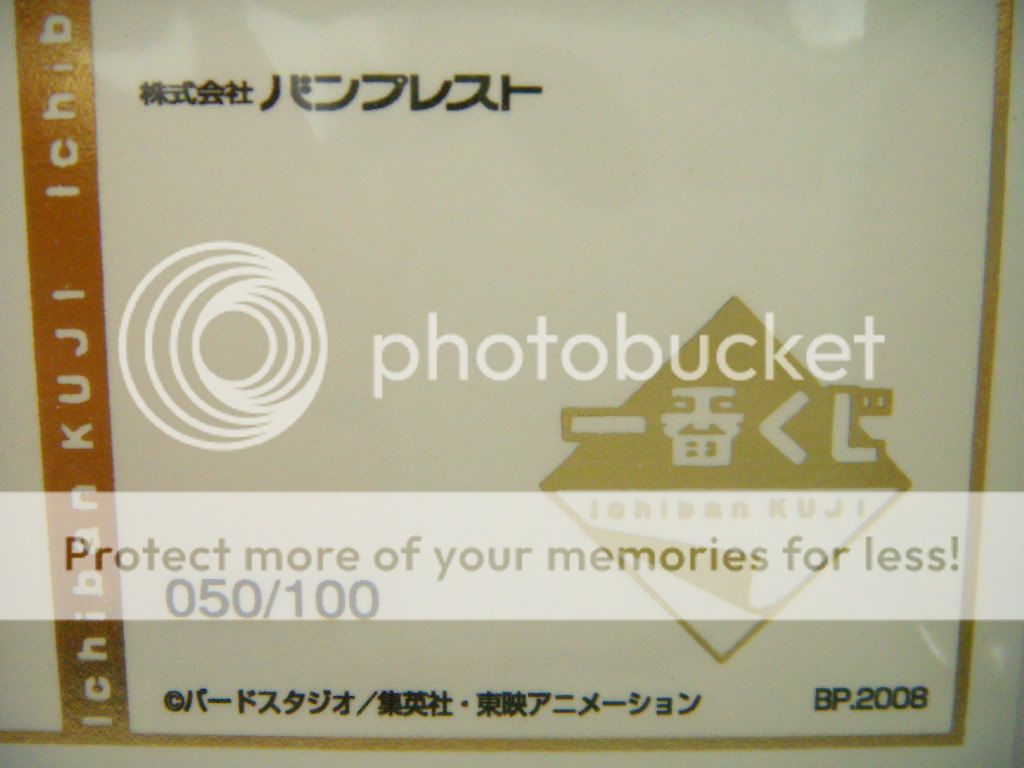 株式会社 バンプレスト
Ichiban KUJI Ichib
photobucket
一番くじ
Ichiban KUJI
Protect more of your memories for less!
050/100
©バードスタジオ／集英社・東映アニメーション
BP.2008